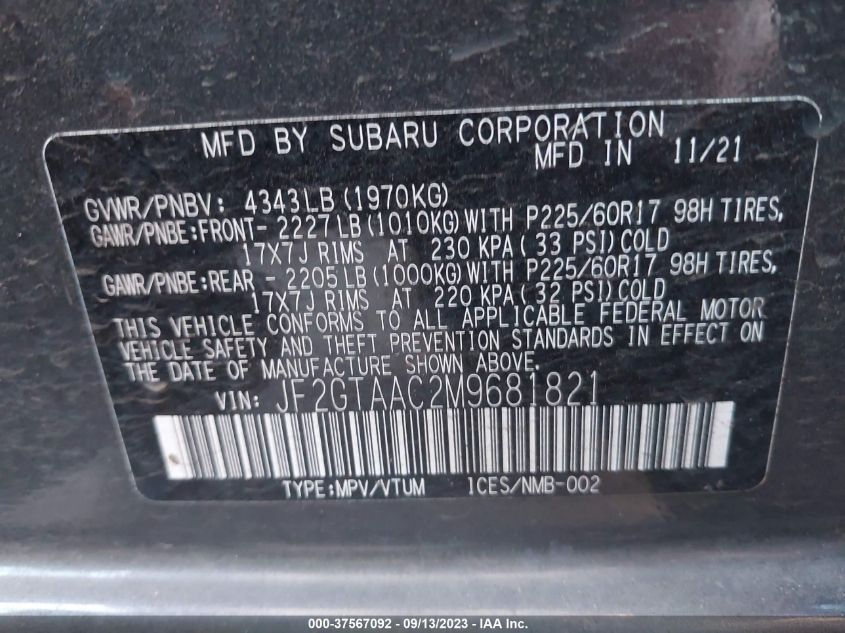 MFD BY SUBARU CORPORATION
MFD IN 11/21
GVWR/PNBV: 4343LB (1970KG)
GAWR/PNBE:FRONT- 2227LB(1010KG)WITH P225/60R17 98H TIRES,
17X7J RIMS AT 230 KPA( 33 PSI)COLD
GAWR/PNBE:REAR - 2205LB(1000KG)WITH P225/60R17 98H TIRES,
17X7J RIMS AT 220 KPA( 32 PSI)COLD
THIS VEHICLE CONFORMS TO ALL APPLICABLE FEDERAL MOTOR
VEHICLE SAFETY AND THEFT PREVENTION STANDARDS IN EFFECT ON
THE DATE OF MANUFACTURE SHOWN ABOVE.
VIN: JF2GTAAC2M9681821
TYPE:MPV/VTUM ICES/NMB-002
000-37567092 - 09/13/2023 - © IAA Inc.